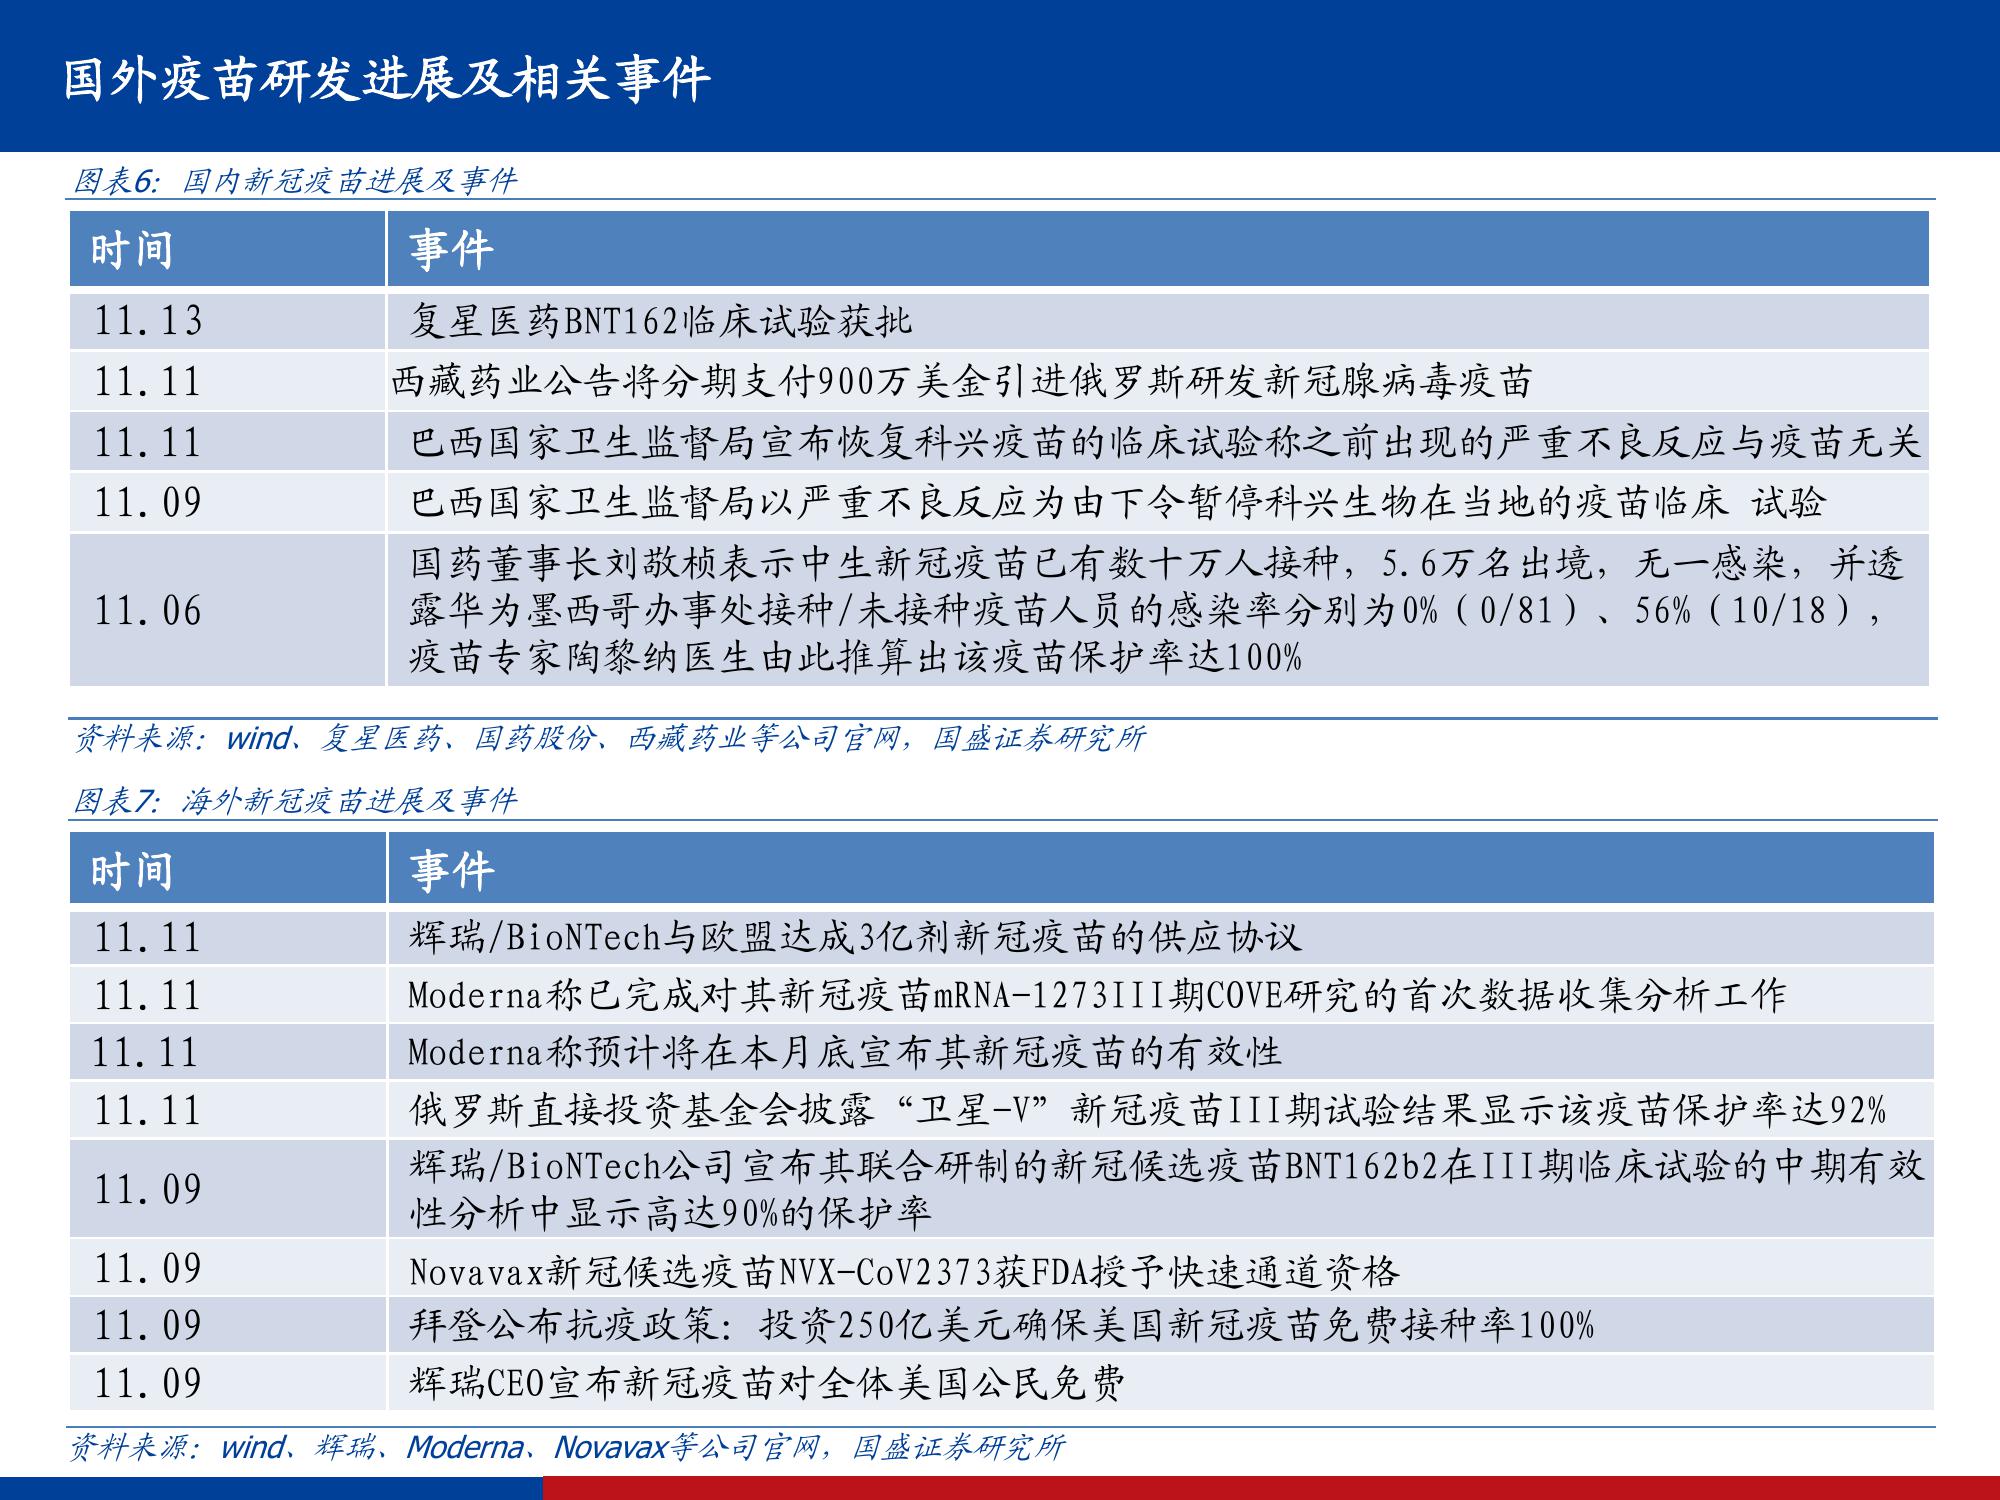 国外疫苗研发进展及相关事件
图表6：国内新冠疫苗进展及事件
时间 事件
11.13 复星医药BNT162临床试验获批
11.11 西藏药业公告将分期支付900万美金引进俄罗斯研发新冠腺病毒疫苗
11.11 巴西国家卫生监督局宣布恢复科兴疫苗的临床试验称之前出现的严重不良反应与疫苗无关
11.09 巴西国家卫生监督局以严重不良反应为由下令暂停科兴生物在当地的疫苗临床 试验
11.06 国药董事长刘敬桢表示中生新冠疫苗已有数十万人接种，5.6万名出境，无一感染，并透
露华为墨西哥办事处接种/未接种疫苗人员的感染率分别为0%（0/81）、56%（10/18），
疫苗专家陶黎纳医生由此推算出该疫苗保护率达100%
资料来源：wind、复星医药、国药股份、西藏药业等公司官网，国盛证券研究所
图表7：海外新冠疫苗进展及事件
时间 事件
11.11 辉瑞/BioNTech与欧盟达成3亿剂新冠疫苗的供应协议
11.11 Moderna称已完成对其新冠疫苗mRNA-1273III期COVE研究的首次数据收集分析工作
11.11 Moderna称预计将在本月底宣布其新冠疫苗的有效性
11.11 俄罗斯直接投资基金会披露“卫星-V”新冠疫苗III期试验结果显示该疫苗保护率达92%
11.09 辉瑞/BioNTech公司宣布其联合研制的新冠候选疫苗BNT162b2在III期临床试验的中期有效
性分析中显示高达90%的保护率
11.09 Novavax新冠候选疫苗NVX-CoV2373获FDA授予快速通道资格
11.09 拜登公布抗疫政策：投资250亿美元确保美国新冠疫苗免费接种率100%
11.09 辉瑞CEO宣布新冠疫苗对全体美国公民免费
资料来源：wind、辉瑞、Moderna、Novavax等公司官网，国盛证券研究所